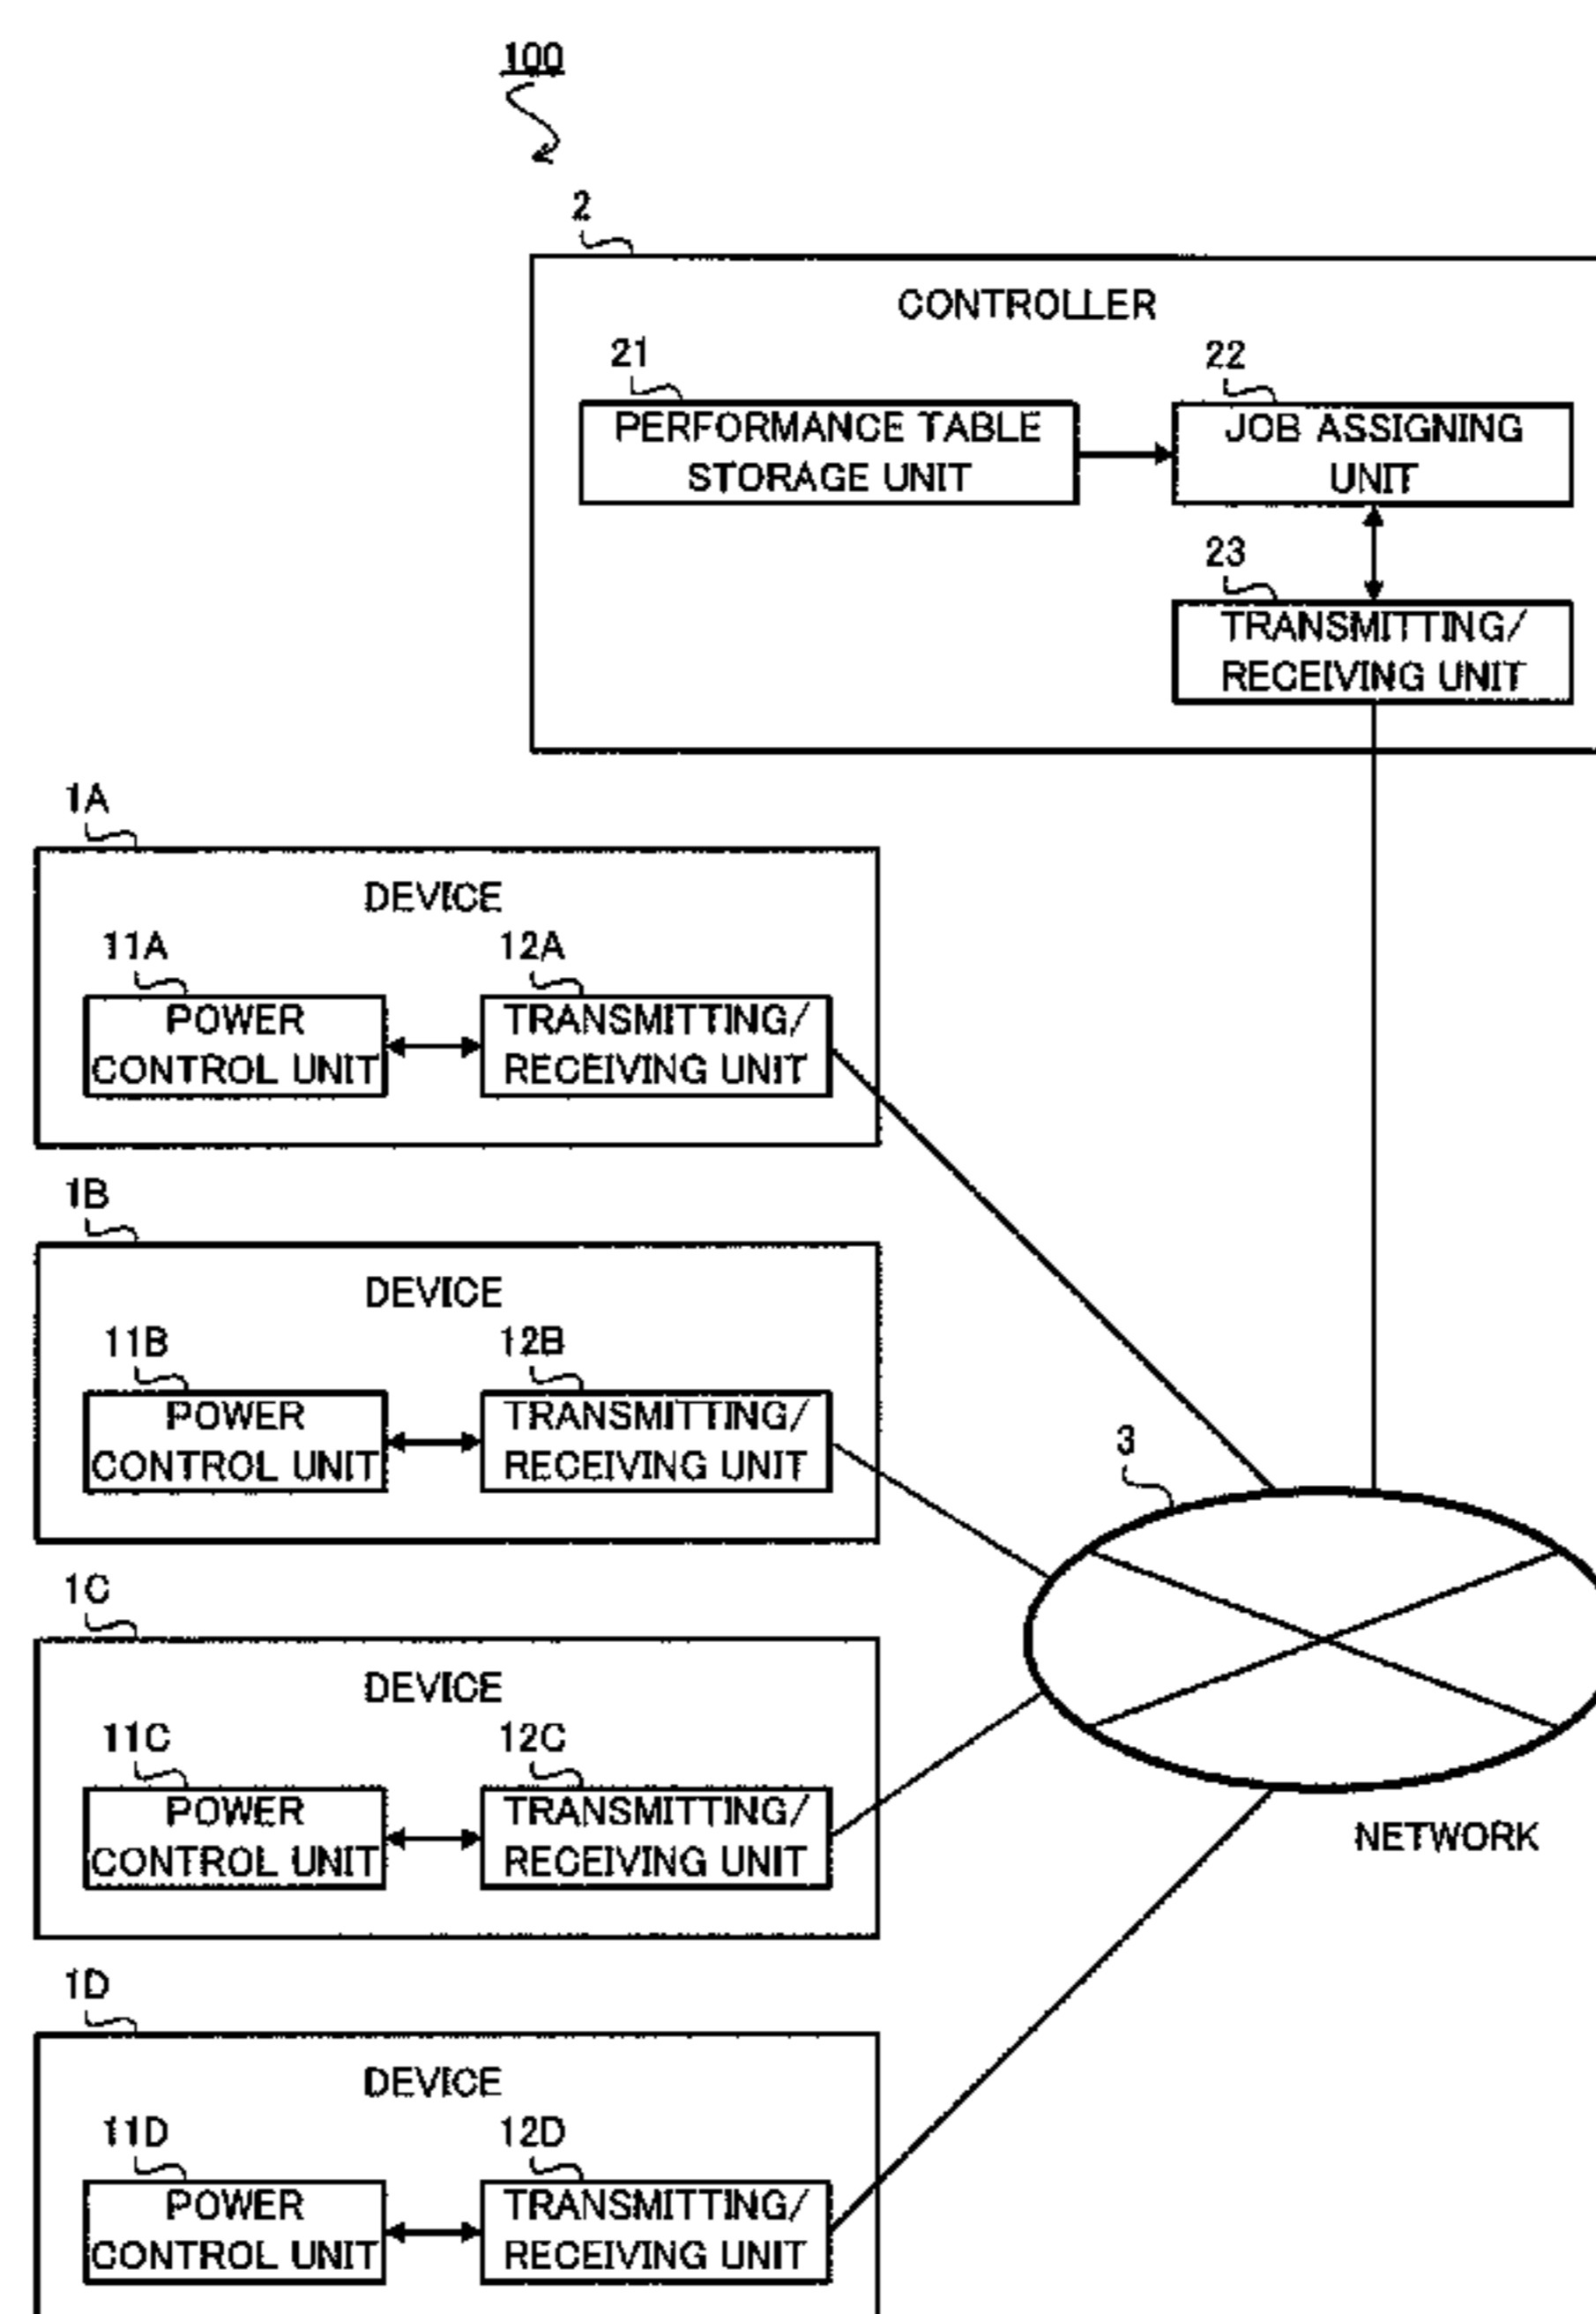 100
2
CONTROLLER
21
22
PERFORMANCE TABLE
STORAGE UNIT
JOB ASSIGNING
UNIT
23
TRANSMITTING/
RECEIVING UNIT
1A
DEVICE
11A
12A
POWER
CONTROL UNIT
TRANSMITTING/
RECEIVING UNIT
1B
DEVICE
11B
12B
POWER
CONTROL UNIT
TRANSMITTING/
RECEIVING UNIT
3
1C
DEVICE
11C
12C
POWER
CONTROL UNIT
TRANSMITTING/
RECEIVING UNIT
NETWORK
1D
DEVICE
11D
12D
POWER
CONTROL UNIT
TRANSMITTING/
RECEIVING UNIT